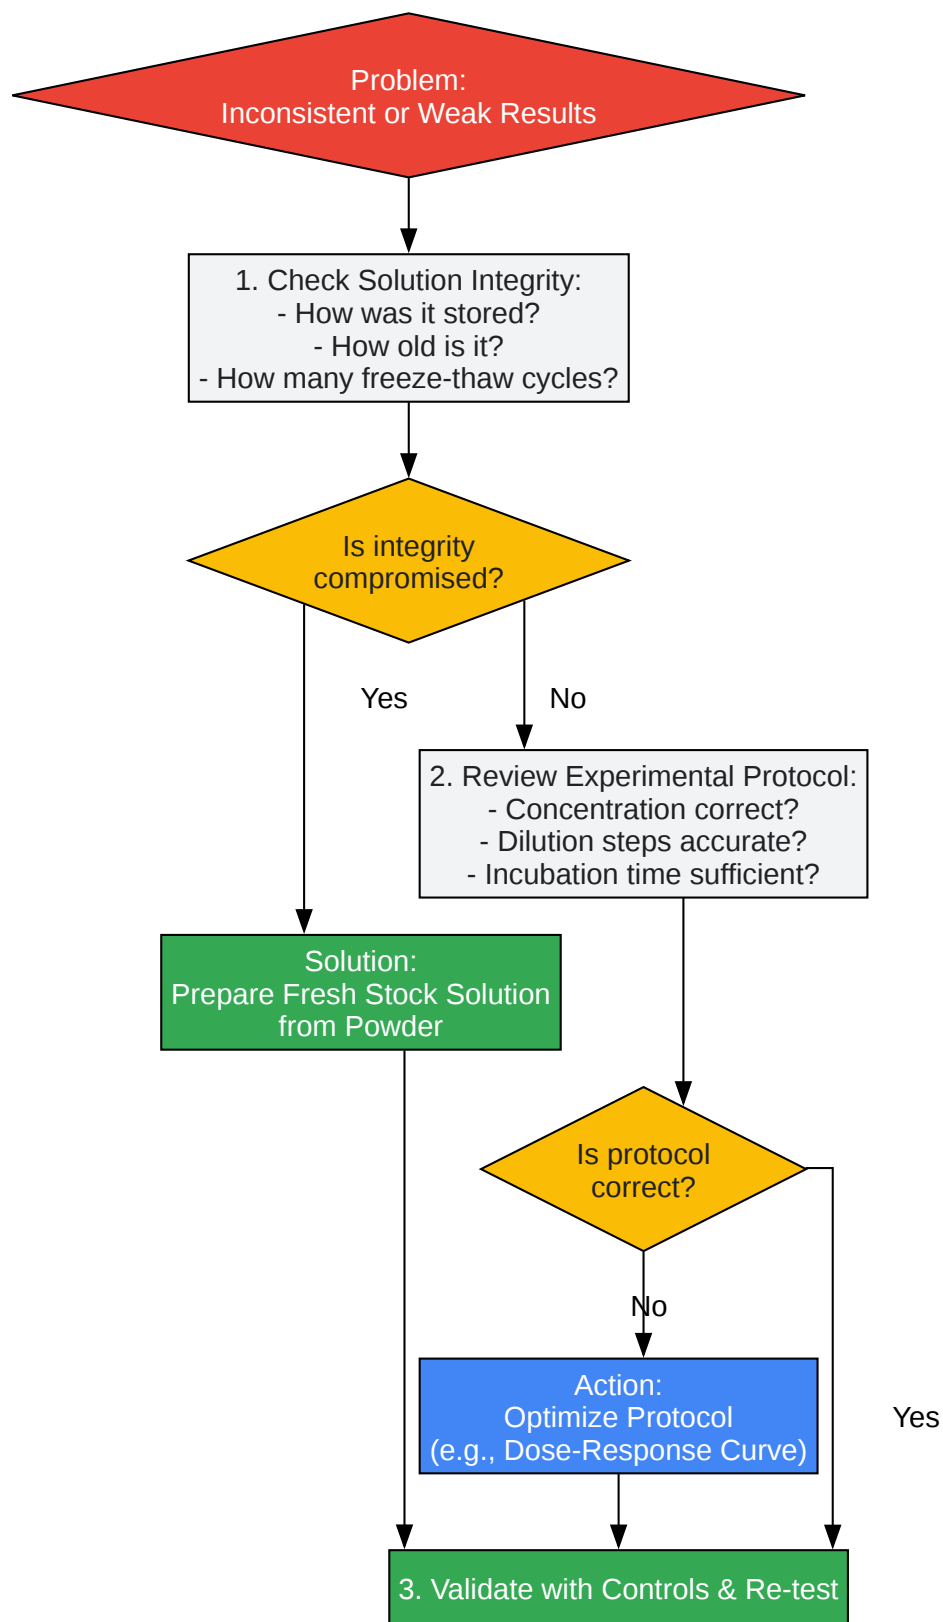 Problem:
Inconsistent or Weak Results
1. Check Solution Integrity:
- How was it stored?
- How old is it?
- How many freeze-thaw cycles?
Is integrity
compromised?
Yes
No
2. Review Experimental Protocol:
- Concentration correct?
- Dilution steps accurate?
- Incubation time sufficient?
Solution:
Prepare Fresh Stock Solution
from Powder
Is protocol
correct?
No
Action:
Optimize Protocol
(e.g., Dose-Response Curve)
Yes
3. Validate with Controls & Re-test